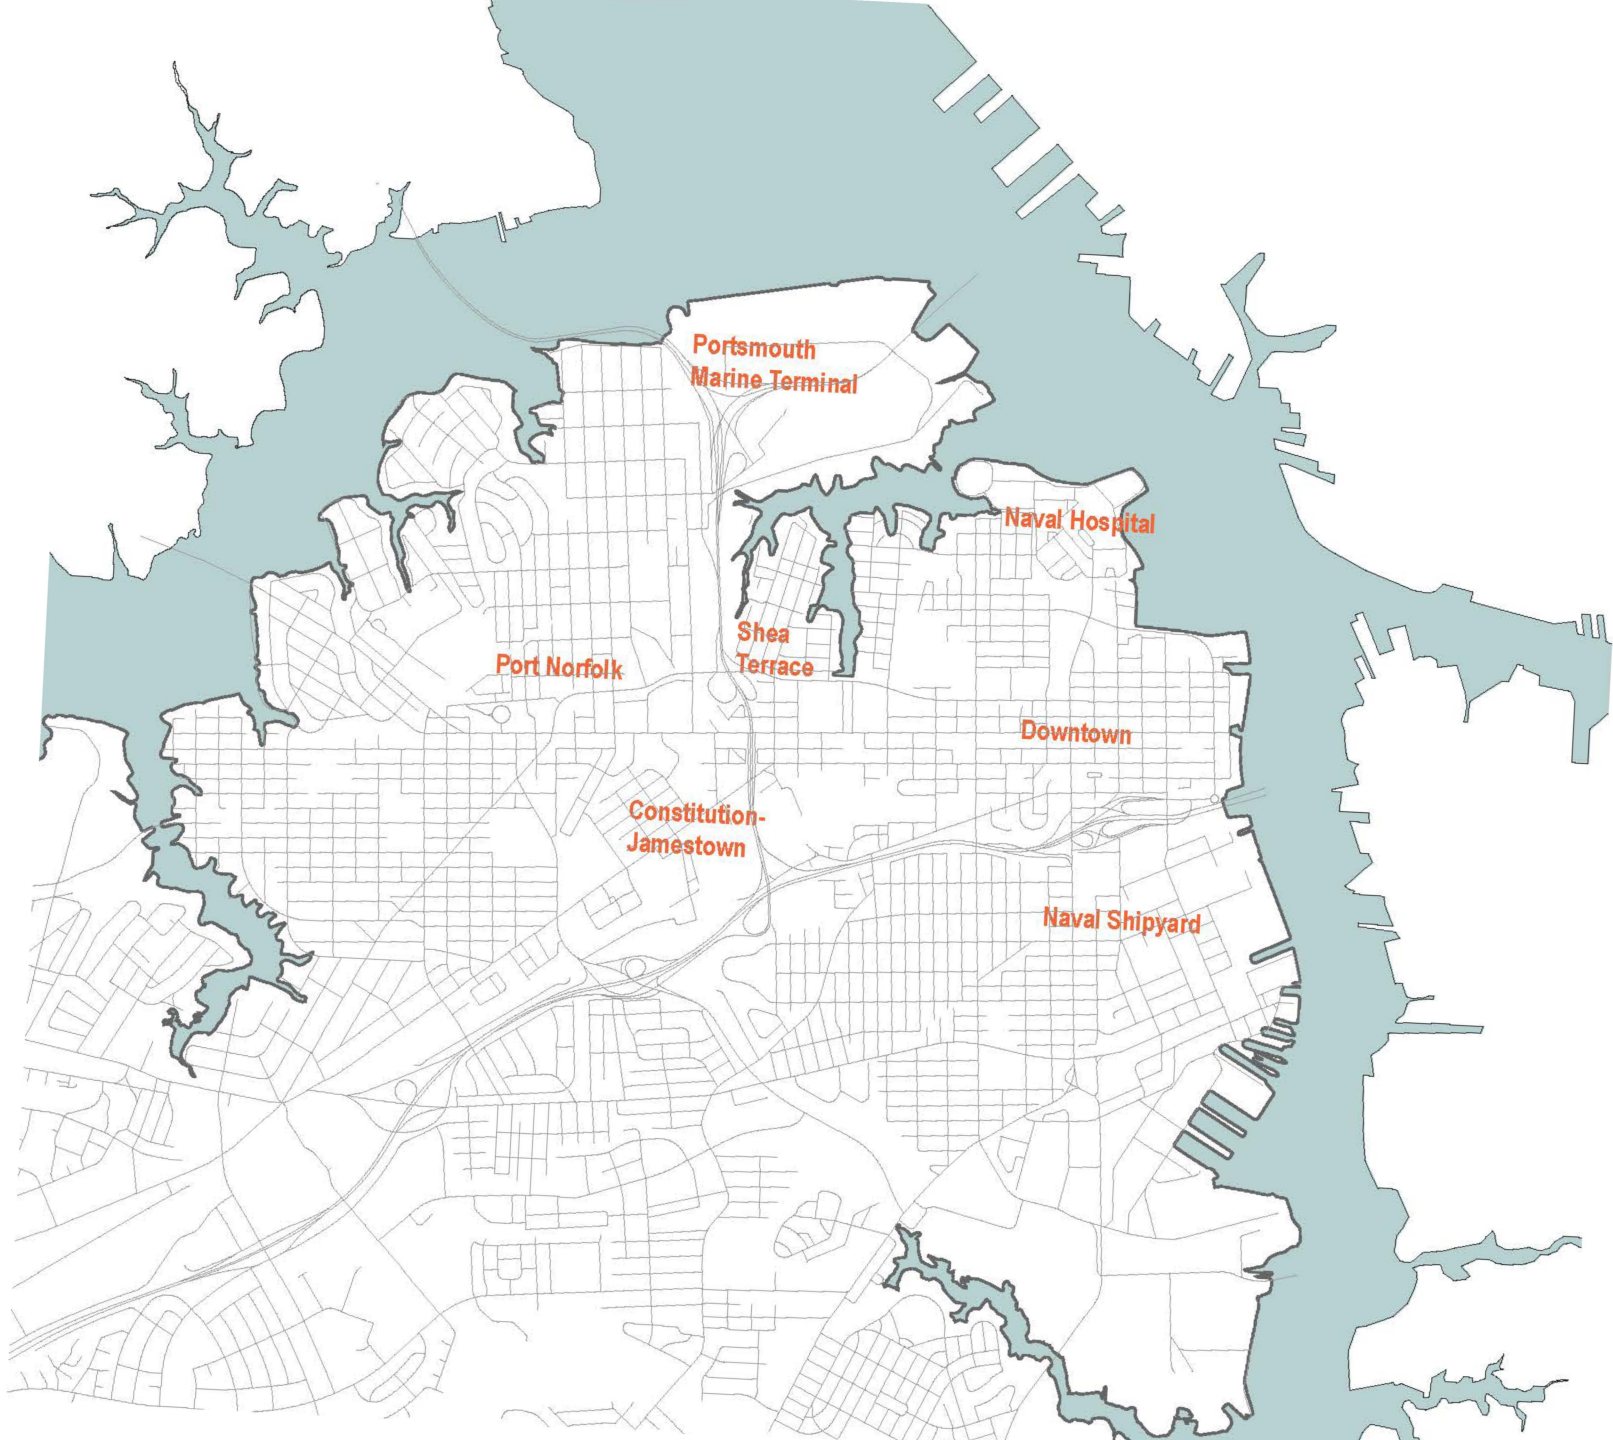 Portsmouth
Marine Terminal
Naval Hospital
Shea
Terrace
Port Norfolk
Downtown
Constitution-
Jamestown
Naval Shipyard